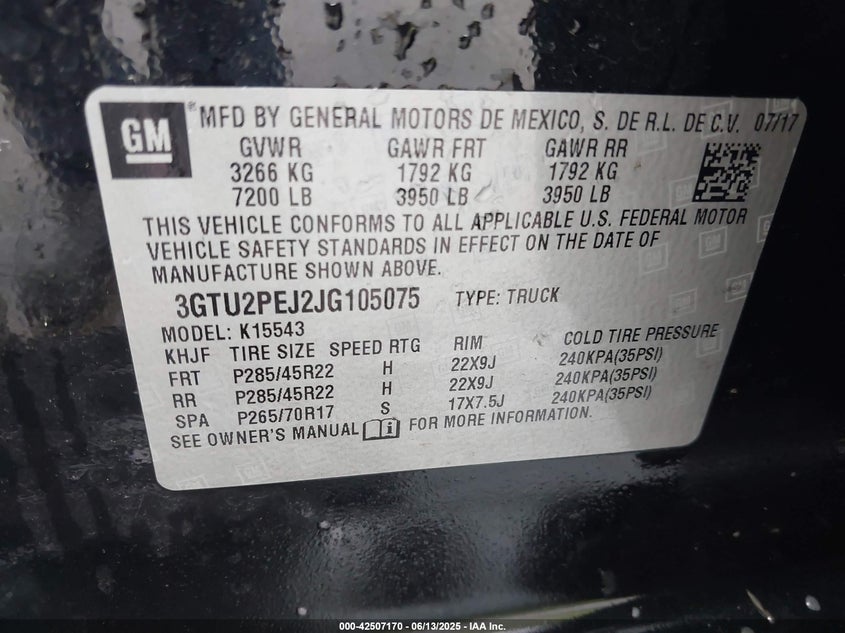 GM
® MFD BY GENERAL MOTORS DE MEXICO, S. DE R.L. DE C.V. 07/17
GVWR GAWR FRT GAWR RR
3266 KG 1792 KG 1792 KG
7200 LB 3950 LB 3950 LB
THIS VEHICLE CONFORMS TO ALL APPLICABLE U.S. FEDERAL MOTOR
VEHICLE SAFETY STANDARDS IN EFFECT ON THE DATE OF
MANUFACTURE SHOWN ABOVE.
3GTU2PEJ2JG105075 TYPE: TRUCK
MODEL: K15543
KHJF TIRE SIZE SPEED RTG RIM COLD TIRE PRESSURE
FRT P285/45R22 H 22X9J 240KPA(35PSI)
RR P285/45R22 H 22X9J 240KPA(35PSI)
SPA P265/70R17 S 17X7.5J 240KPA(35PSI)
SEE OWNER'S MANUAL FOR MORE INFORMATION.
000-42507170 - 06/13/2025 - IAA Inc.